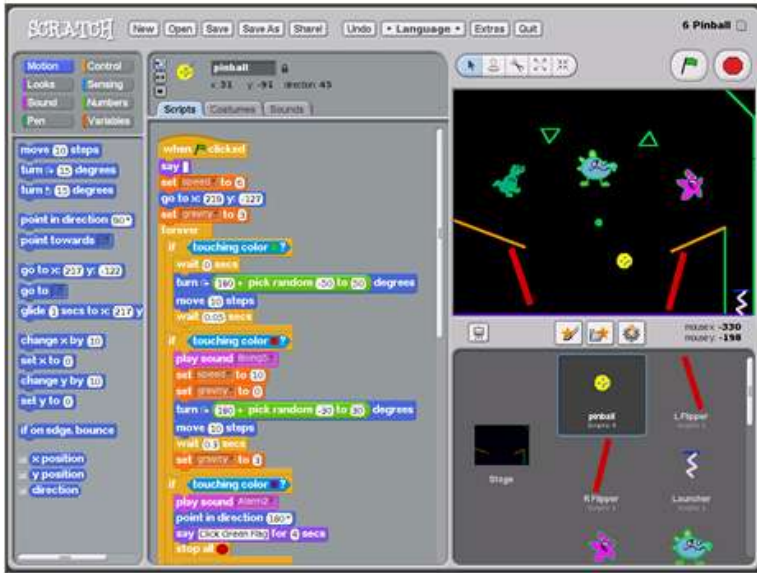 SCRATCH New Open Save Save As Share! Undo • Language • Extras Quit 6 Pinball
Motion Control
Looks Sensing
Sound Numbers
Pen Variables
move 10 steps
turn 15 degrees
turn 15 degrees
point in direction 90
point towards
go to x: 217 y: -122
go to
glide 1 secs to x: 217 y
change x by 10
set x to 0
change y by 10
set y to 0
if on edge, bounce
x position
y position
direction
pinball
x: 31 y: -91 direction: 45
Scripts Costumes Sounds
when clicked
say
set speed to 6
go to x: 219 y: -127
set gravity to 3
forever
if touching color ?
wait 0 secs
turn 180 + pick random -50 to 50 degrees
move 10 steps
wait 0.05 secs
if touching color ?
play sound
set speed to 10
set gravity to 0
turn 180 + pick random -30 to 30 degrees
move 10 steps
wait secs
set gravity to 3
if touching color ?
play sound Alarm2
point in direction 180
say Click Green Flag for 4 secs
stop all
mouse x: -330
mouse y: -198
pinball
L Flipper
Stage
R Flipper
Launcher